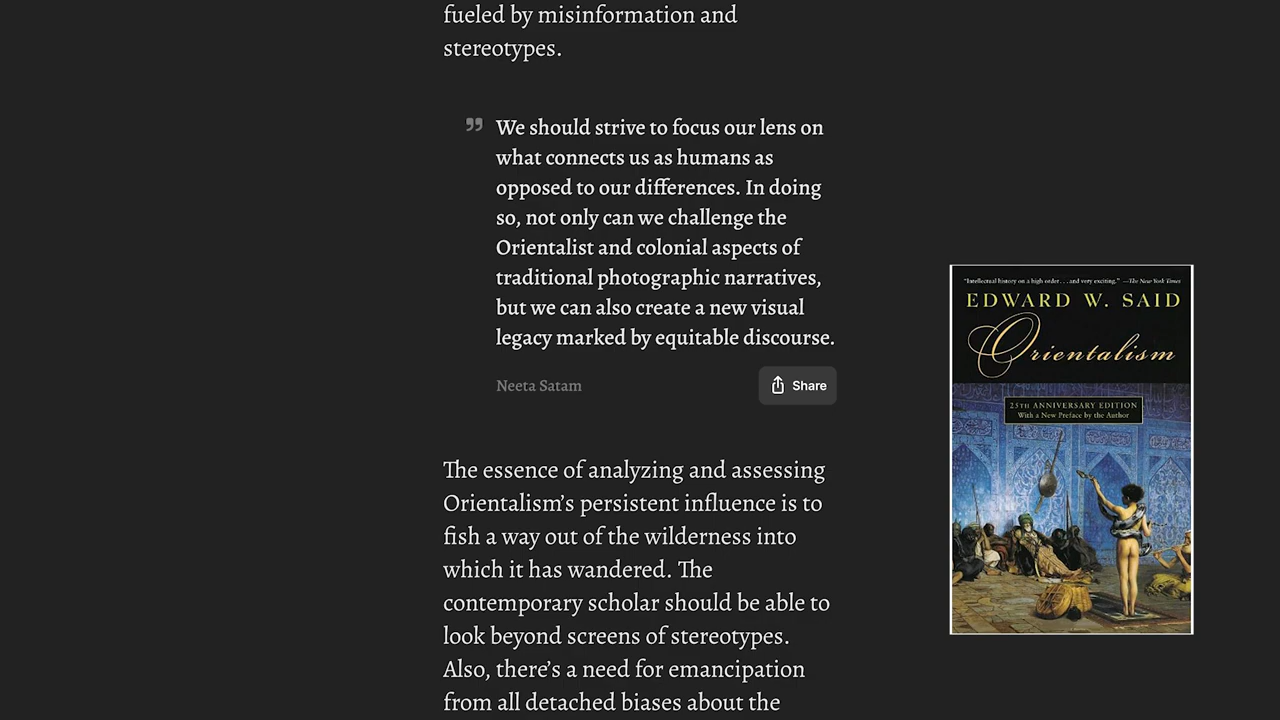 fueled by misinformation and
stereotypes.
” We should strive to focus our lens on
what connects us as humans as
opposed to our differences. In doing
so, not only can we challenge the
Orientalist and colonial aspects of
traditional photographic narratives,
but we can also create a new visual
legacy marked by equitable discourse.
Neeta Satam
Share
The essence of analyzing and assessing
Orientalism’s persistent influence is to
fish a way out of the wilderness into
which it has wandered. The
contemporary scholar should be able to
look beyond screens of stereotypes.
Also, there’s a need for emancipation
from all detached biases about the
“Intellectual history on a high order . . . and very exciting.” —The New York Times
EDWARD W. SAID
Orientalism
25TH ANNIVERSARY EDITION
With a New Preface by the Author